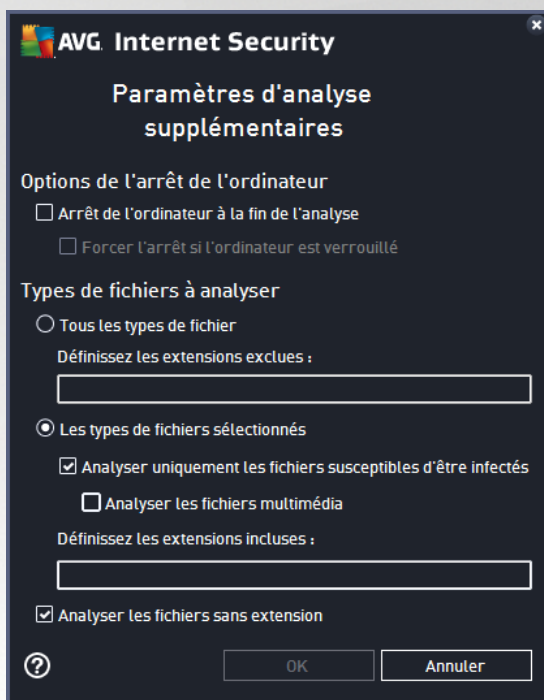 AVG Internet Security
Paramètres d'analyse
supplémentaires
Options de l'arrêt de l'ordinateur
Arrêt de l'ordinateur à la fin de l'analyse
Forcer l'arrêt si l'ordinateur est verrouillé
Types de fichiers à analyser
Tous les types de fichier
Définissez les extensions exclues :
Les types de fichiers sélectionnés
Analyser uniquement les fichiers susceptibles d'être infectés
Analyser les fichiers multimédia
Définissez les extensions incluses :
Analyser les fichiers sans extension
OK
Annuler